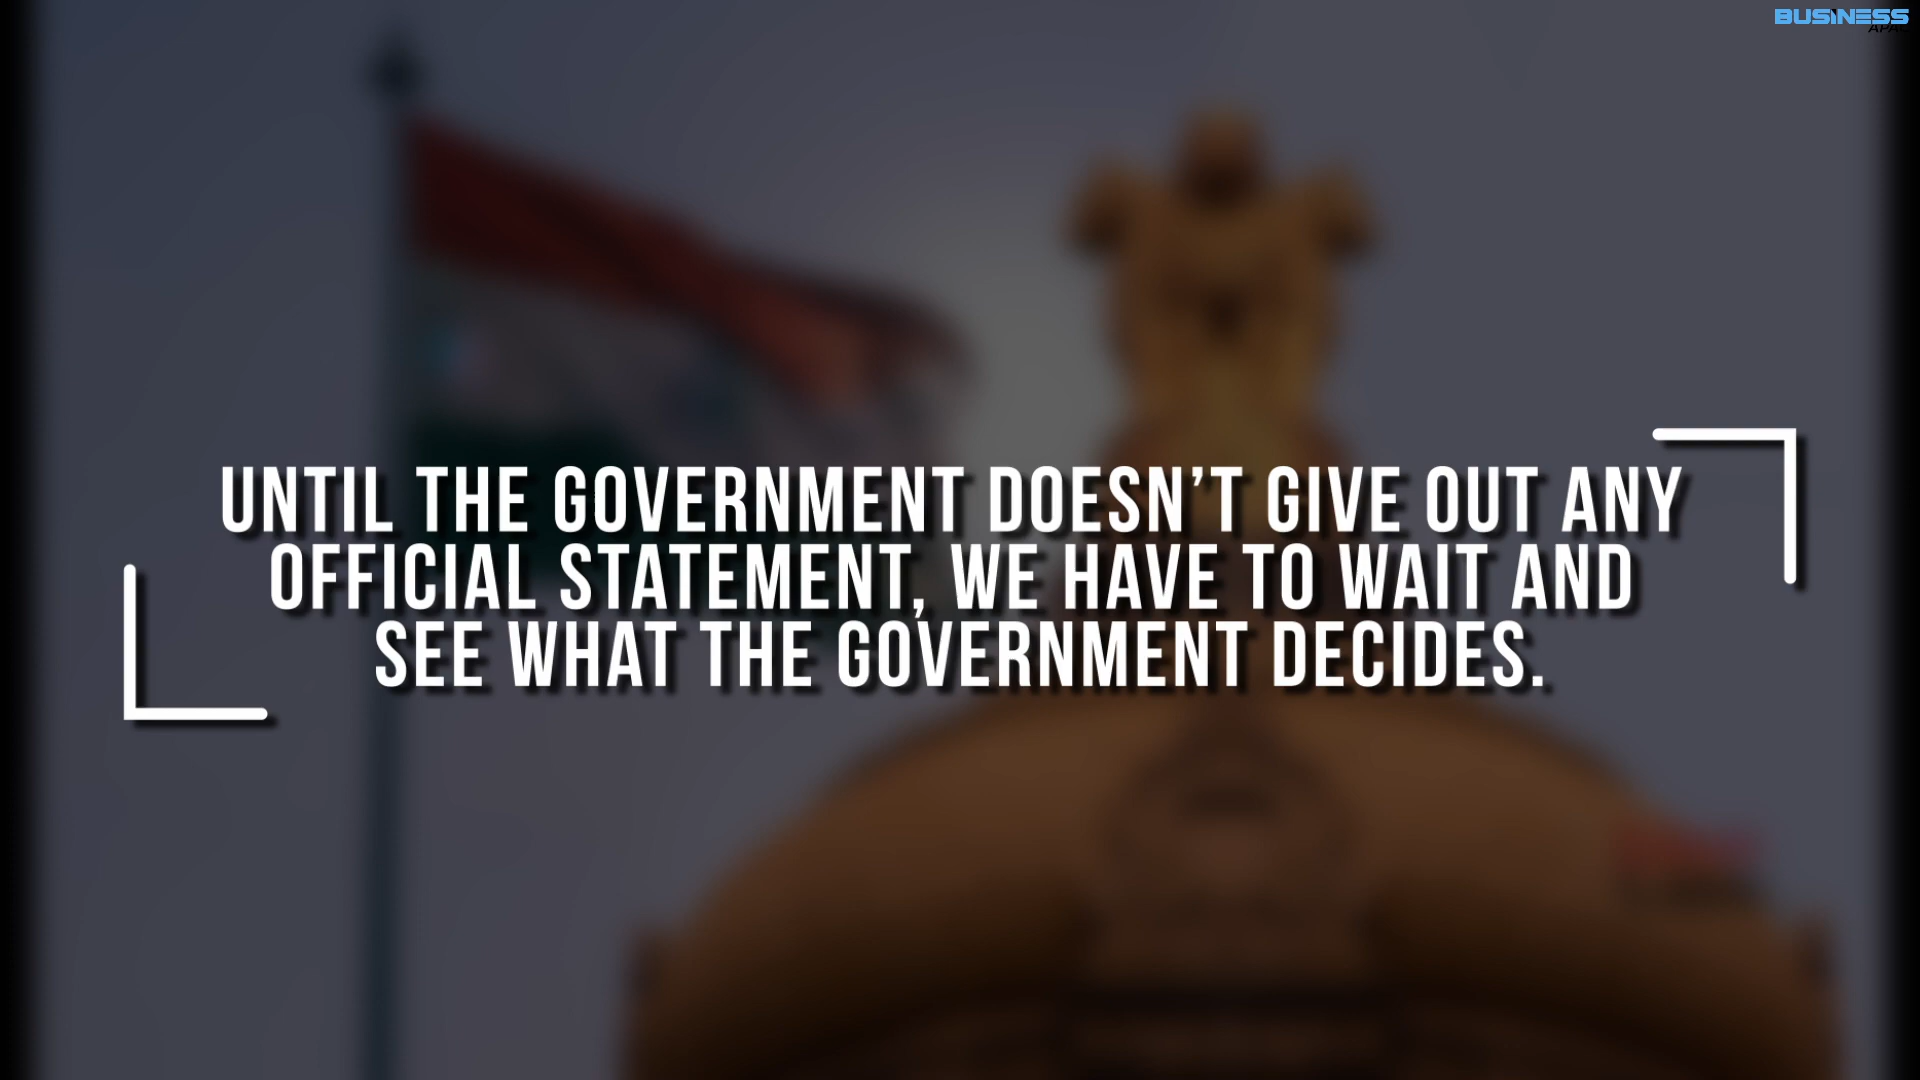 BUSINESS
APAC
UNTIL THE GOVERNMENT DOESN'T GIVE OUT ANY
OFFICIAL STATEMENT, WE HAVE TO WAIT AND
SEE WHAT THE GOVERNMENT DECIDES.